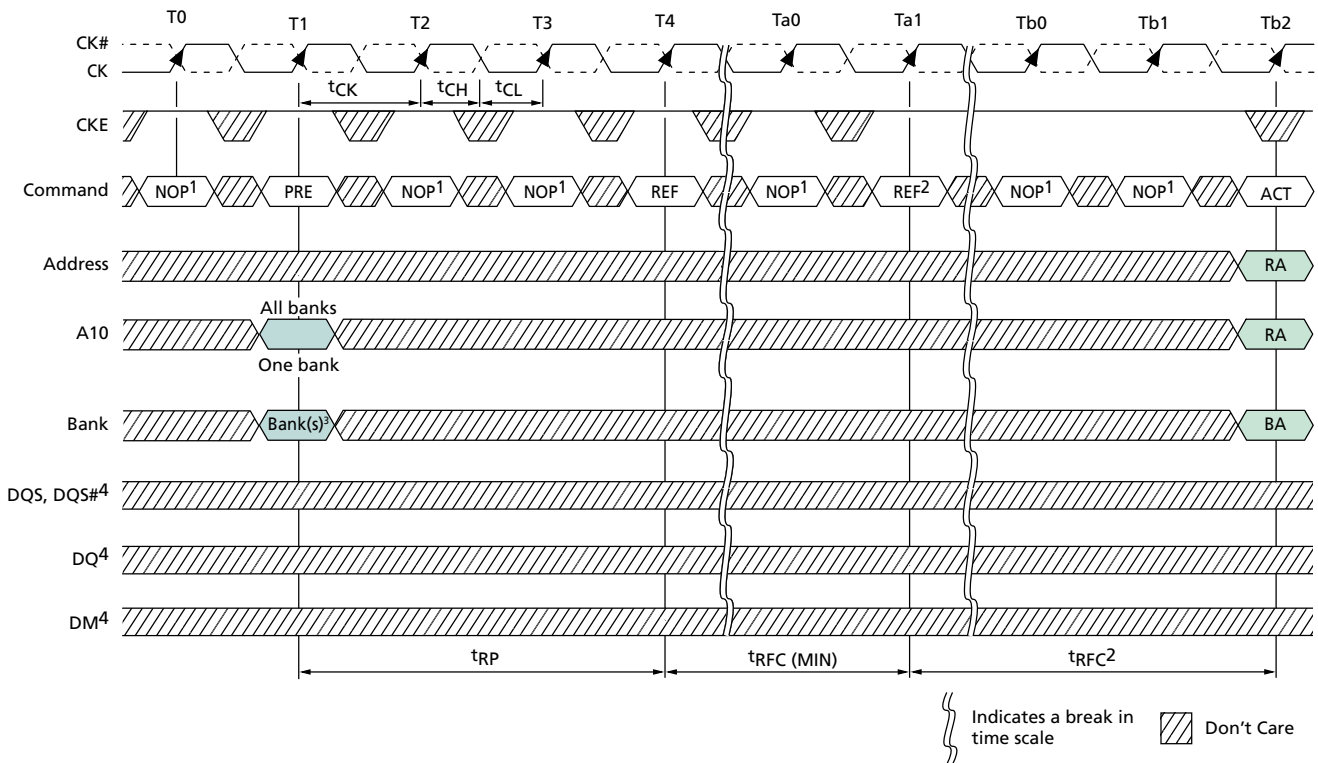 T0 T1 T2 T3 T4 Ta0 Ta1 Tb0 Tb1 Tb2
CK#
CK
tCK tCH tCL
CKE
Command NOP1 PRE NOP1 NOP1 REF NOP1 REF2 NOP1 NOP1 ACT
Address RA
All banks
A10 RA
One bank
Bank Bank(s)3 BA
DQS, DQS#4
DQ4
DM4
tRP tRFC (MIN) tRFC2
Indicates a break in
time scale
Don't Care